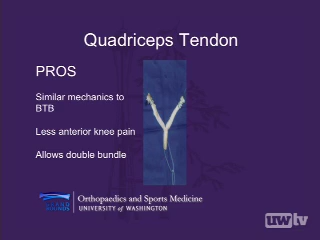 Quadriceps Tendon
PROS
Similar mechanics to
BTB
Less anterior knee pain
Allows double bundle
Orthopaedics and Sports Medicine
UNIVERSITY of WASHINGTON
uwtv